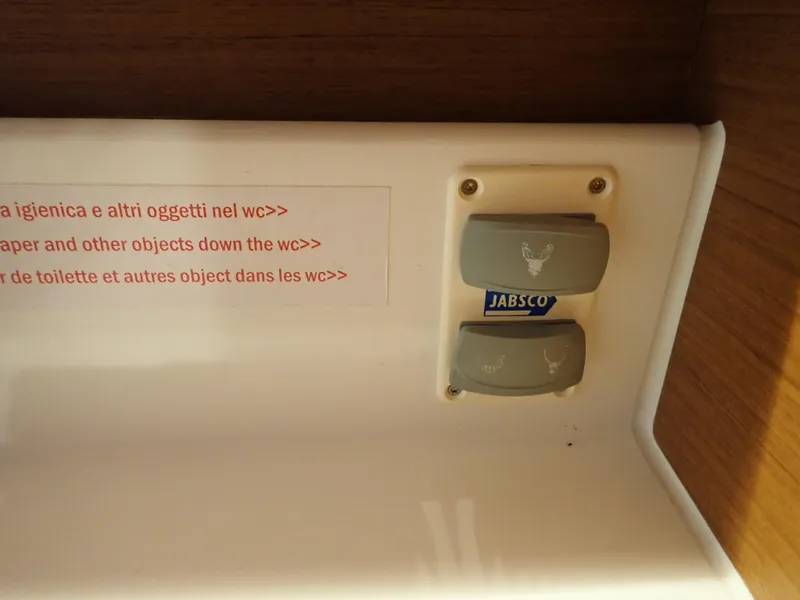 a igienica e altri oggetti nel wc>>
aper and other objects down the wc>>
r de toilette et autres object dans les wc>>
JABSCO